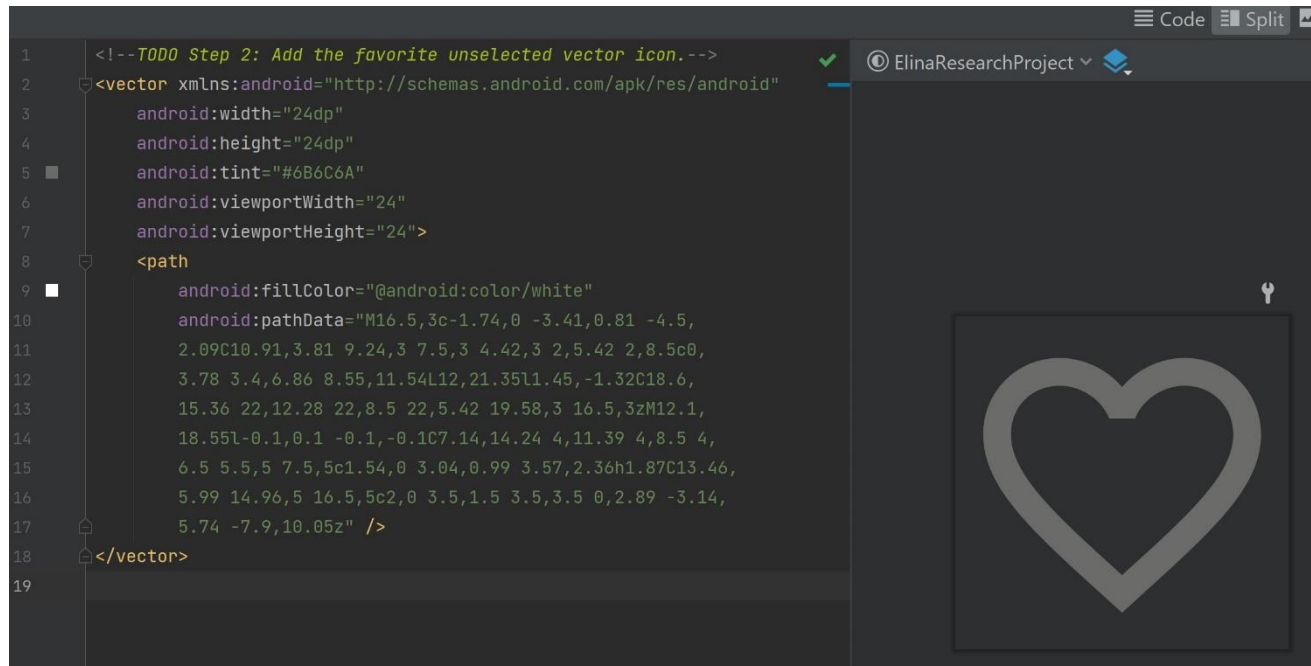 Code Split
ElinaResearchProject
1 <!--TODO Step 2: Add the favorite unselected vector icon.-->
2 <vector xmlns:android="http://schemas.android.com/apk/res/android"
3 android:width="24dp"
4 android:height="24dp"
5 android:tint="#6B6C6A"
6 android:viewportWidth="24"
7 android:viewportHeight="24">
8 <path
9 android:fillColor="@android:color/white"
10 android:pathData="M16.5,3c-1.74,0 -3.41,0.81 -4.5,
11 2.09C10.91,3.81 9.24,3 7.5,3 4.42,3 2,5.42 2,8.5c0,
12 3.78 3.4,6.86 8.55,11.54L12,21.35l1.45,-1.32C18.6,
13 15.36 22,12.28 22,8.5 22,5.42 19.58,3 16.5,3zM12.1,
14 18.55l-0.1,0.1 -0.1,-0.1C7.14,14.24 4,11.39 4,8.5 4,
15 6.5 5.5,5 7.5,5c1.54,0 3.04,0.99 3.57,2.36h1.87C13.46,
16 5.99 14.96,5 16.5,5c2,0 3.5,1.5 3.5,3.5 0,2.89 -3.14,
17 5.74 -7.9,10.05z" />
18 </vector>
19